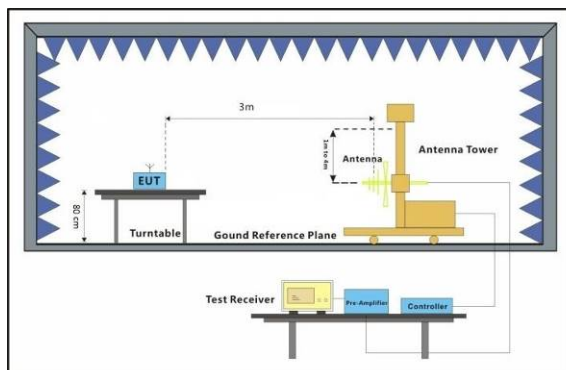 3m
1m to 4m
Antenna
Antenna Tower
EUT
80 cm
Turntable
Gound Reference Plane
Test Receiver
Pre-Amplifier
Controller